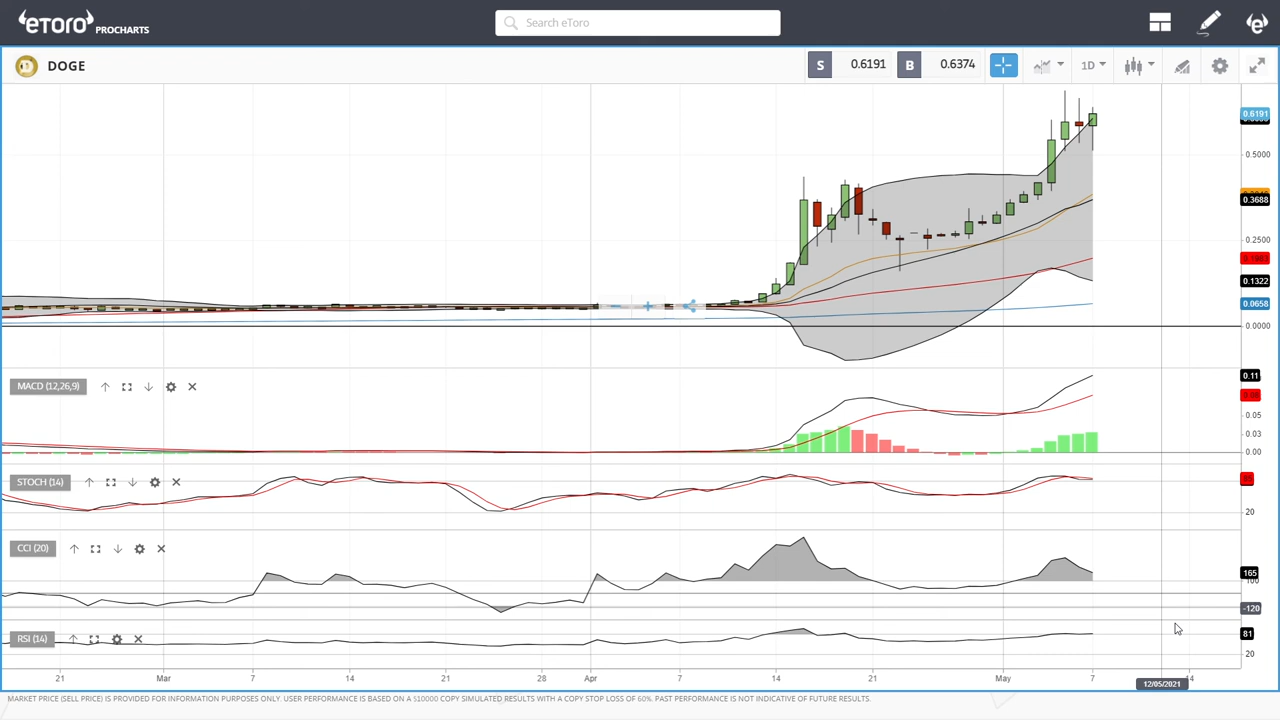 eToro PROCHARTS
Search eToro
DOGE
S 0.6191 B 0.6374
1D
0.6191
0.5000
0.3688
0.2500
0.1322
0.0658
0.0000
MACD (12,26,9)
0.11
0.05
0.03
0.00
STOCH (14)
20
CCI (20)
165
100
-120
RSI (14)
81
20
21 Mar 7 14 21 28 Apr 7 14 21 May 7 14
12/05/2021
MARKET PRICE (SELL PRICE) IS PROVIDED FOR INFORMATION PURPOSES ONLY. USER PERFORMANCE IS BASED ON A $10000 COPY SIMULATED RESULTS WITH A COPY STOP LOSS OF 60%. PAST PERFORMANCE IS NOT INDICATIVE OF FUTURE RESULTS.